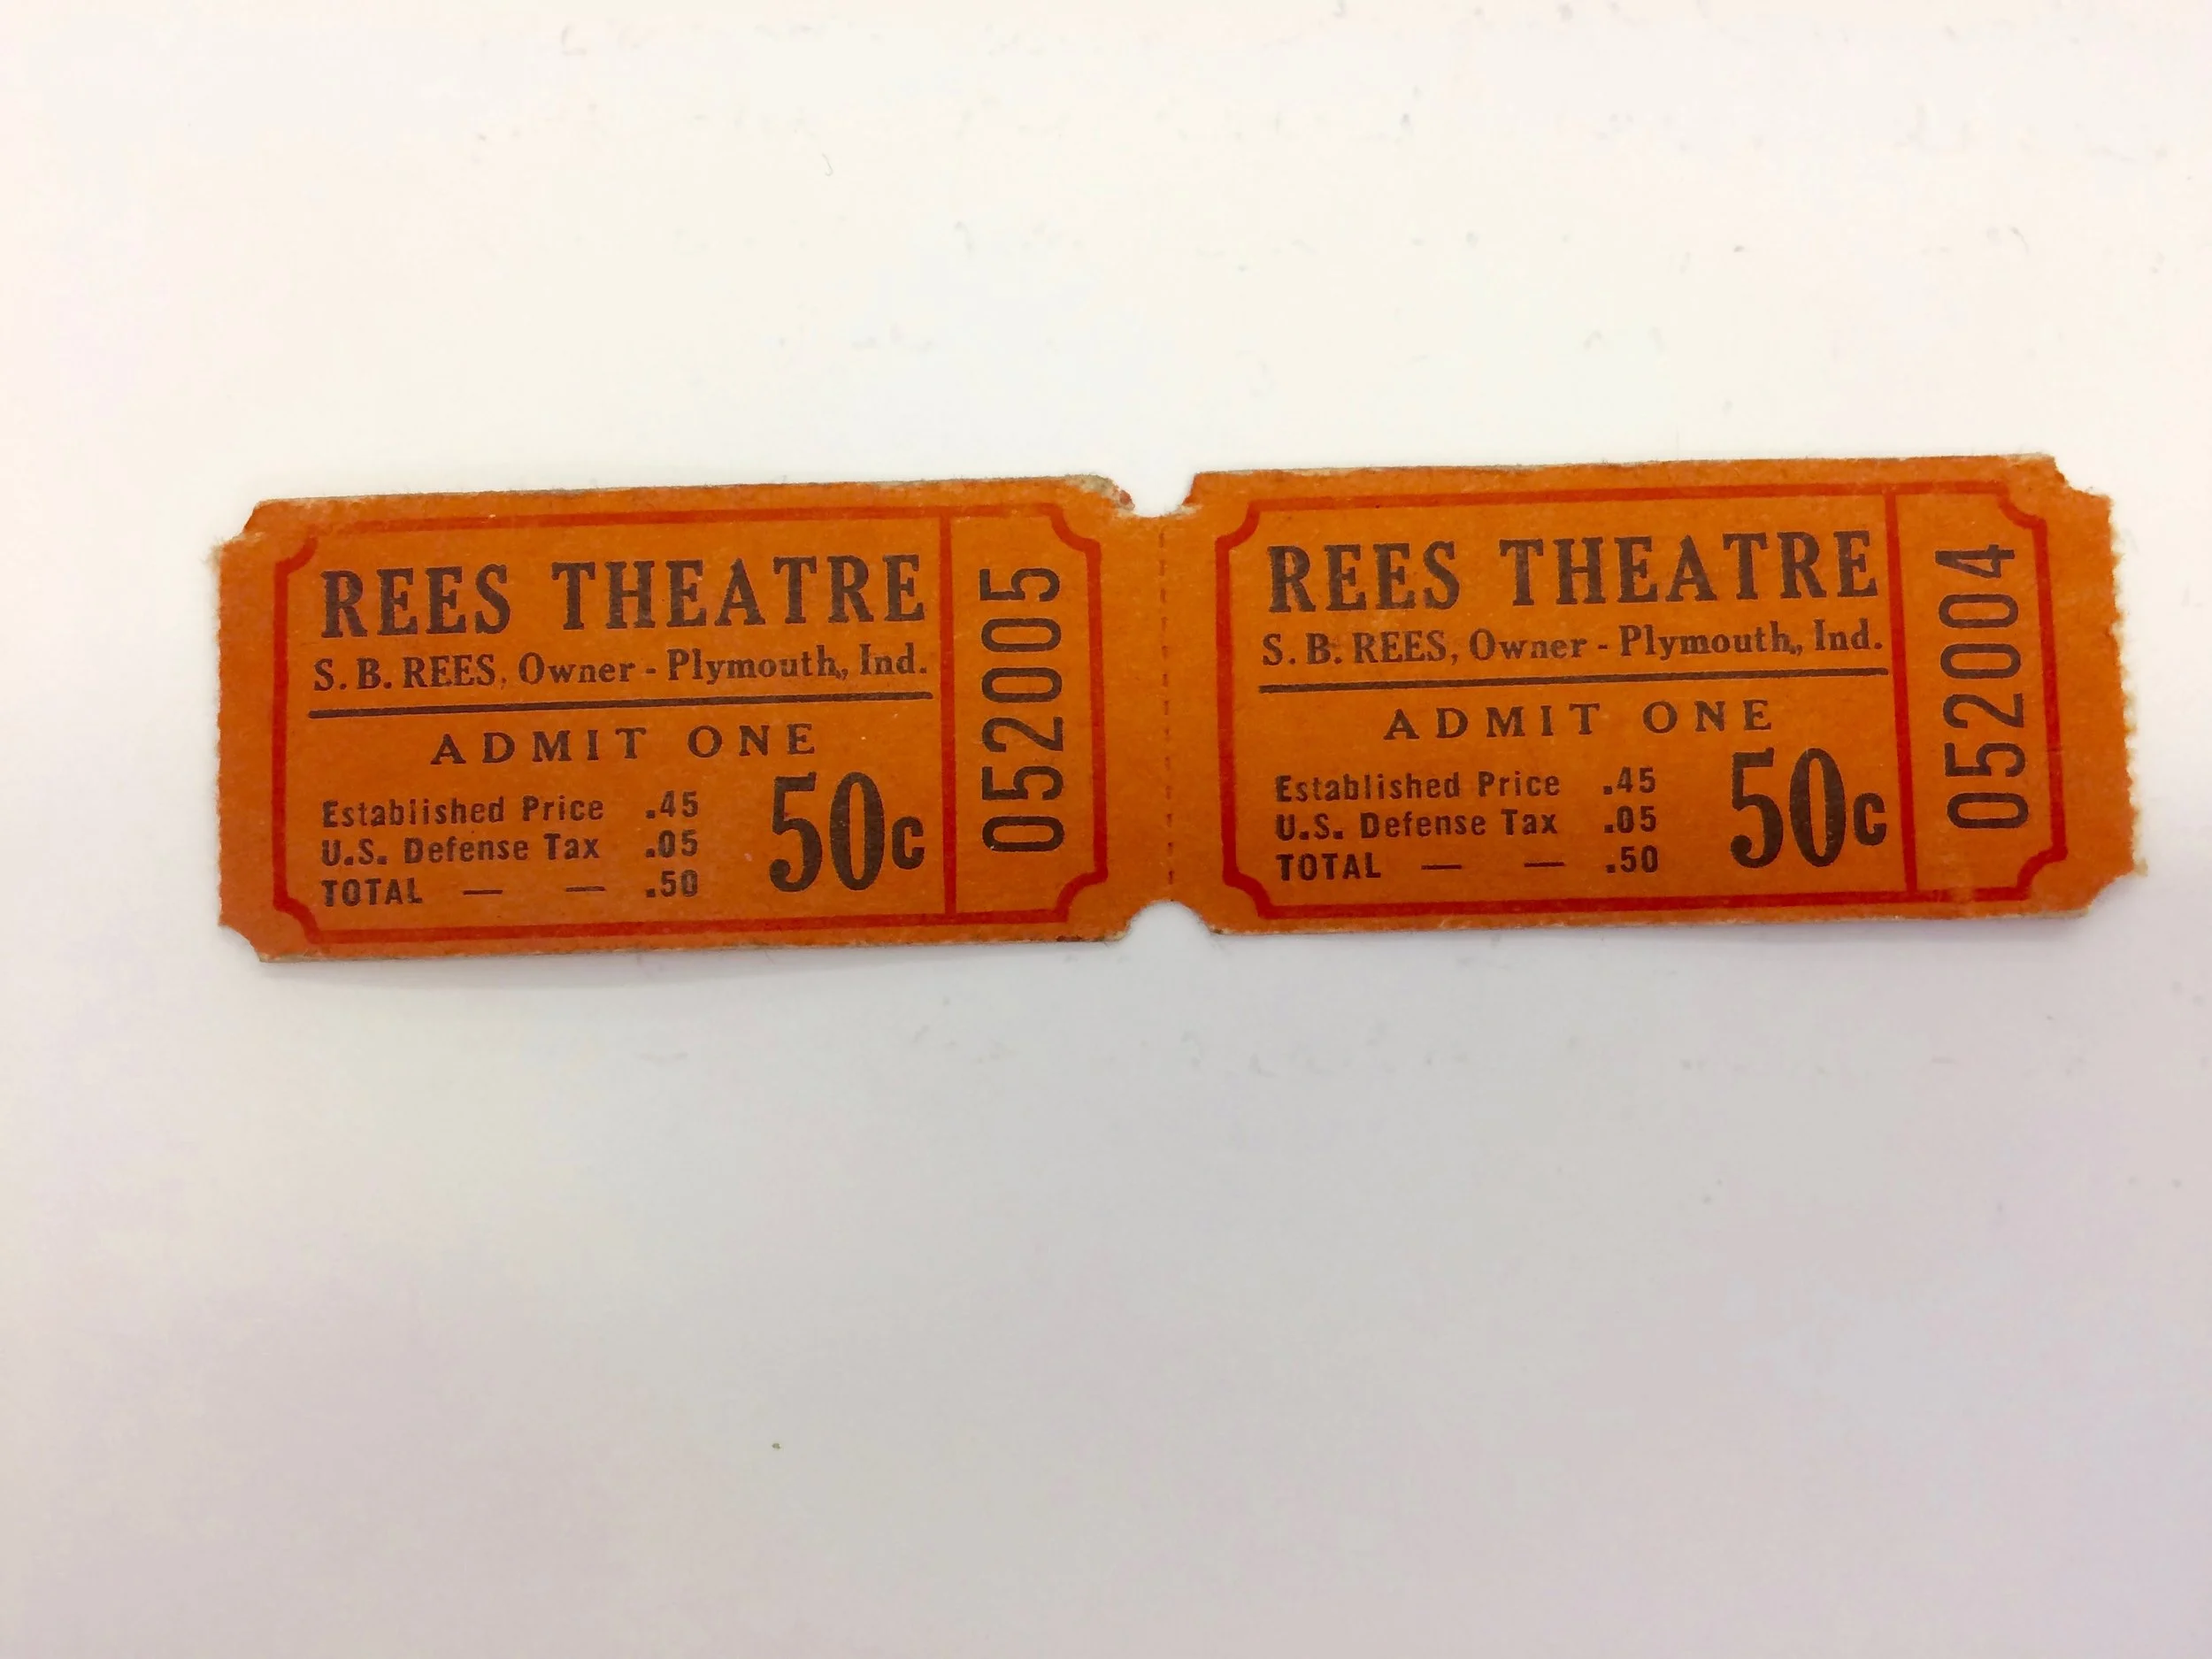 REES THEATRE
S. B. REES, Owner - Plymouth, Ind.
ADMIT ONE
Established Price .45
U.S. Defense Tax .05
TOTAL — — .50
50c
052005
REES THEATRE
S. B. REES, Owner - Plymouth, Ind.
ADMIT ONE
Established Price .45
U.S. Defense Tax .05
TOTAL — — .50
50c
052004